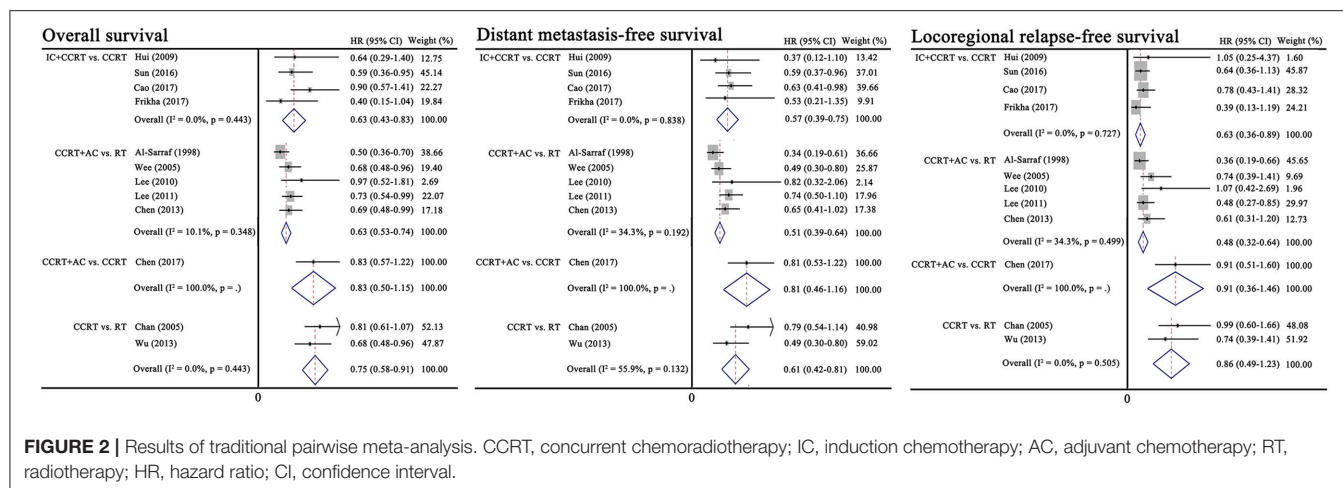 Overall survival
HR (95% CI) Weight (%)
IC+CCRT vs. CCRT Hui (2009) 0.64 (0.29-1.40) 12.75
Sun (2016) 0.59 (0.36-0.95) 45.14
Cao (2017) 0.90 (0.57-1.41) 22.27
Frikha (2017) 0.40 (0.15-1.04) 19.84
Overall (I² = 0.0%, p = 0.443) 0.63 (0.43-0.83) 100.00
CCRT+AC vs. RT Al-Sarraf (1998) 0.50 (0.36-0.70) 38.66
Wee (2005) 0.68 (0.48-0.96) 19.40
Lee (2010) 0.97 (0.52-1.81) 2.69
Lee (2011) 0.73 (0.54-0.99) 22.07
Chen (2013) 0.69 (0.48-0.99) 17.18
Overall (I² = 10.1%, p = 0.348) 0.63 (0.53-0.74) 100.00
CCRT+AC vs. CCRT Chen (2017) 0.83 (0.57-1.22) 100.00
Overall (I² = 100.0%, p = .) 0.83 (0.50-1.15) 100.00
CCRT vs. RT Chan (2005) 0.81 (0.61-1.07) 52.13
Wu (2013) 0.68 (0.48-0.96) 47.87
Overall (I² = 0.0%, p = 0.443) 0.75 (0.58-0.91) 100.00
0
Distant metastasis-free survival
HR (95% CI) Weight (%)
IC+CCRT vs. CCRT Hui (2009) 0.37 (0.12-1.10) 13.42
Sun (2016) 0.59 (0.37-0.96) 37.01
Cao (2017) 0.63 (0.41-0.98) 39.66
Frikha (2017) 0.53 (0.21-1.35) 9.91
Overall (I² = 0.0%, p = 0.838) 0.57 (0.39-0.75) 100.00
CCRT+AC vs. RT Al-Sarraf (1998) 0.34 (0.19-0.61) 36.66
Wee (2005) 0.49 (0.30-0.80) 25.87
Lee (2010) 0.82 (0.32-2.06) 2.14
Lee (2011) 0.74 (0.50-1.10) 17.96
Chen (2013) 0.65 (0.41-1.02) 17.38
Overall (I² = 34.3%, p = 0.192) 0.51 (0.39-0.64) 100.00
CCRT+AC vs. CCRT Chen (2017) 0.81 (0.53-1.22) 100.00
Overall (I² = 100.0%, p = .) 0.81 (0.46-1.16) 100.00
CCRT vs. RT Chan (2005) 0.79 (0.54-1.14) 40.98
Wu (2013) 0.49 (0.30-0.80) 59.02
Overall (I² = 55.9%, p = 0.132) 0.61 (0.42-0.81) 100.00
0
Locoregional relapse-free survival
HR (95% CI) Weight (%)
IC+CCRT vs. CCRT Hui (2009) 1.05 (0.25-4.37) 1.60
Sun (2016) 0.64 (0.36-1.13) 45.87
Cao (2017) 0.78 (0.43-1.41) 28.32
Frikha (2017) 0.39 (0.13-1.19) 24.21
Overall (I² = 0.0%, p = 0.727) 0.63 (0.36-0.89) 100.00
CCRT+AC vs. RT Al-Sarraf (1998) 0.36 (0.19-0.66) 45.65
Wee (2005) 0.74 (0.39-1.41) 9.69
Lee (2010) 1.07 (0.42-2.69) 1.96
Lee (2011) 0.48 (0.27-0.85) 29.97
Chen (2013) 0.61 (0.31-1.20) 12.73
Overall (I² = 34.3%, p = 0.499) 0.48 (0.32-0.64) 100.00
CCRT+AC vs. CCRT Chen (2017) 0.91 (0.51-1.60) 100.00
Overall (I² = 100.0%, p = .) 0.91 (0.36-1.46) 100.00
CCRT vs. RT Chan (2005) 0.99 (0.60-1.66) 48.08
Wu (2013) 0.74 (0.39-1.41) 51.92
Overall (I² = 0.0%, p = 0.505) 0.86 (0.49-1.23) 100.00
0
FIGURE 2 | Results of traditional pairwise meta-analysis. CCRT, concurrent chemoradiotherapy; IC, induction chemotherapy; AC, adjuvant chemotherapy; RT,
radiotherapy; HR, hazard ratio; CI, confidence interval.